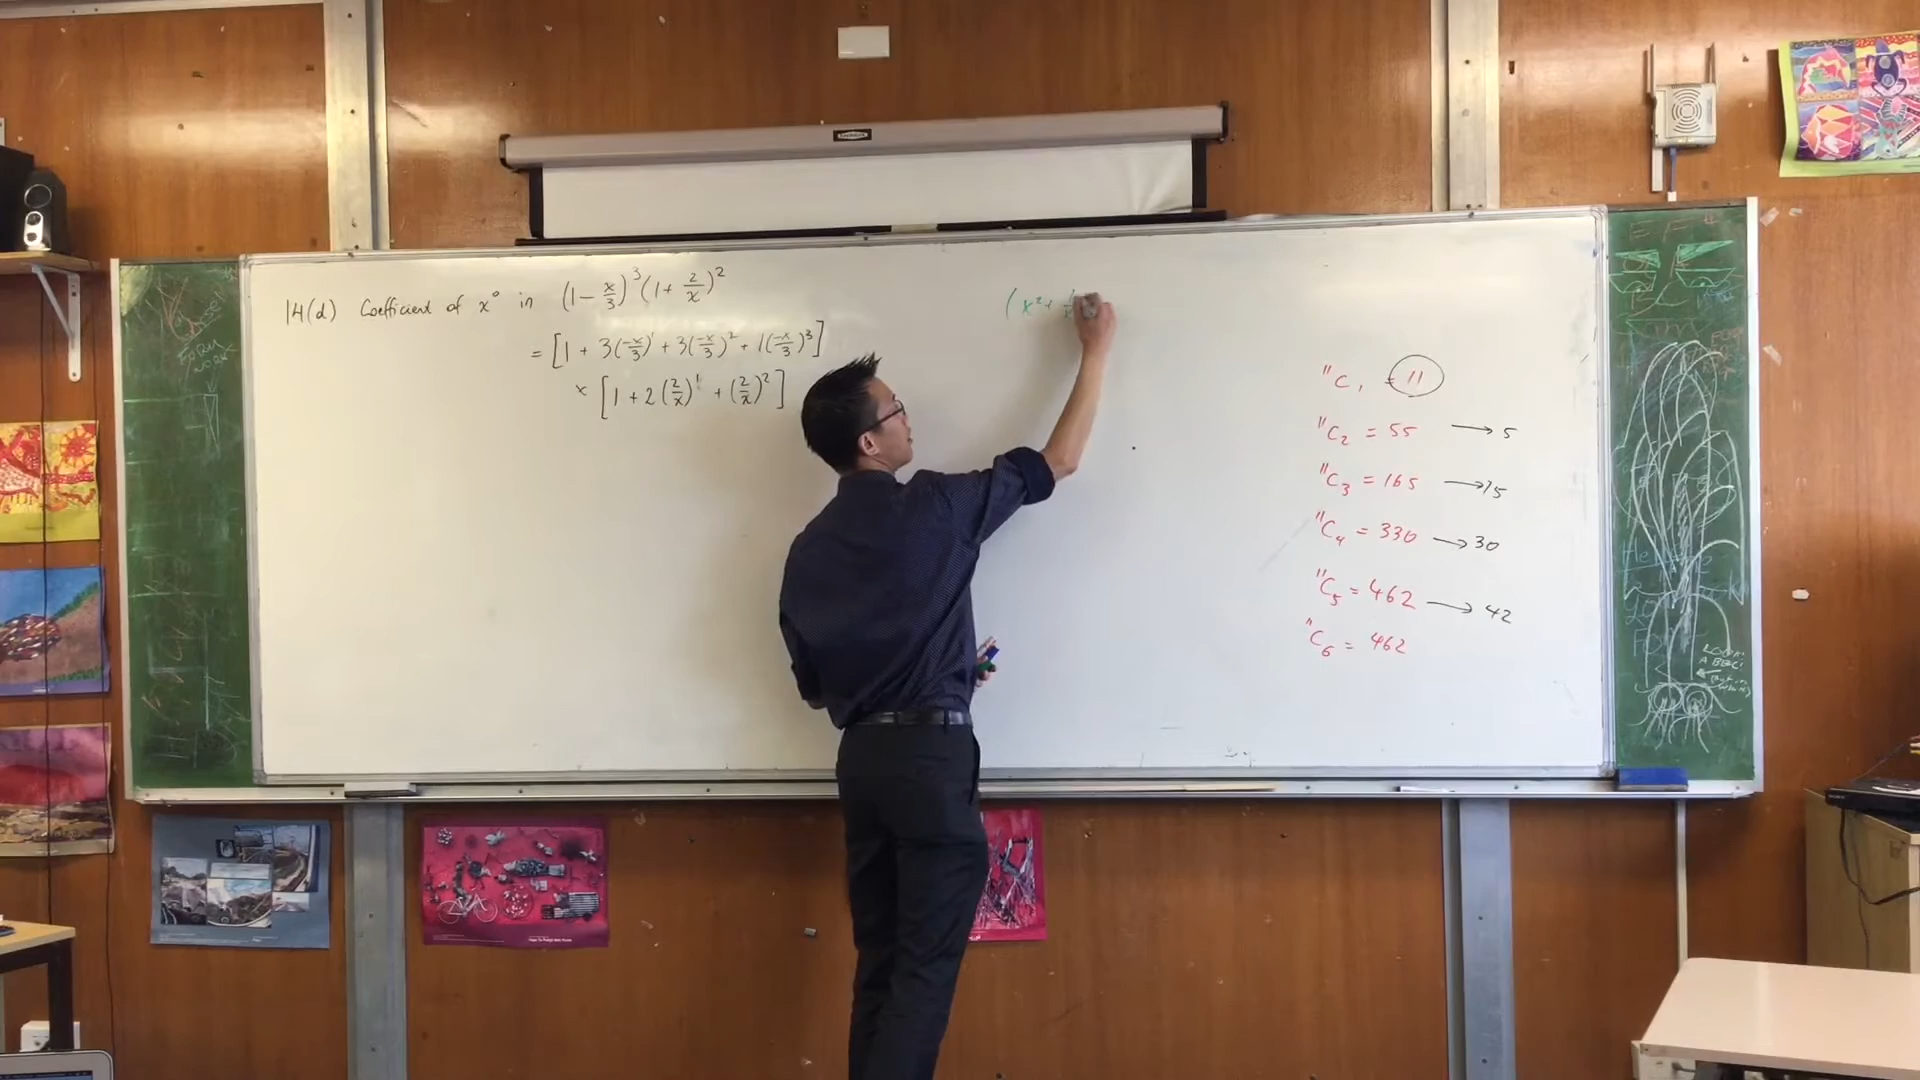 14(d) Coefficient of x⁰ in (1 - x/3)³ (1 + 2/x)²
= [1 + 3(-x/3)¹ + 3(-x/3)² + 1(-x/3)³]
× [1 + 2(2/x)¹ + (2/x)²]
(x² +
¹¹C₁ = 11
¹¹C₂ = 55 → 5
¹¹C₃ = 165 → 15
¹¹C₄ = 330 → 30
¹¹C₅ = 462 → 42
¹¹C₆ = 462